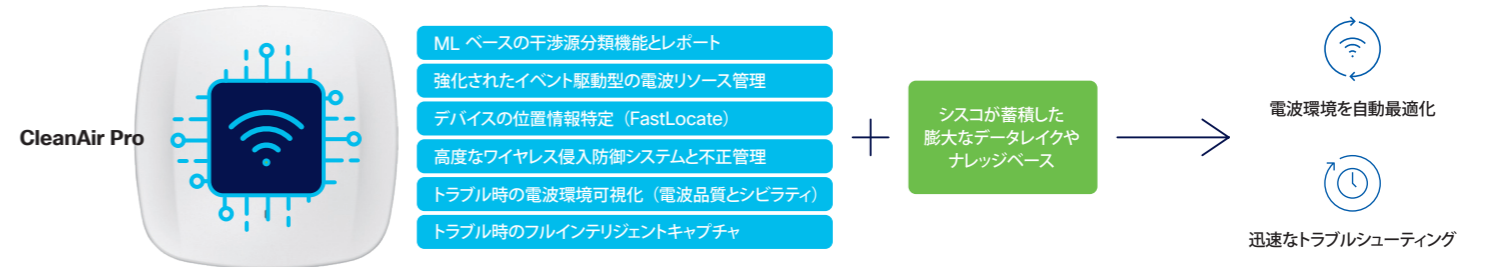 CleanAir Pro
ML ベースの干渉源分類機能とレポート
強化されたイベント駆動型の電波リソース管理
デバイスの位置情報特定（FastLocate）
高度なワイヤレス侵入防御システムと不正管理
トラブル時の電波環境可視化（電波品質とシビラティ）
トラブル時のフルインテリジェントキャプチャ
シスコが蓄積した
膨大なデータレイクや
ナレッジベース
電波環境を自動最適化
迅速なトラブルシューティング